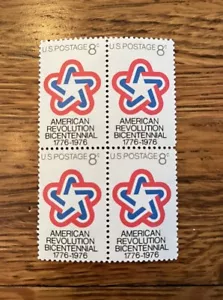 U.S. POSTAGE 8¢
AMERICAN
REVOLUTION
BICENTENNIAL
1776-1976
U.S. POSTAGE 8¢
AMERICAN
REVOLUTION
BICENTENNIAL
1776-1976
U.S. POSTAGE 8¢
AMERICAN
REVOLUTION
BICENTENNIAL
1776-1976
U.S. POSTAGE 8¢
AMERICAN
REVOLUTION
BICENTENNIAL
1776-1976